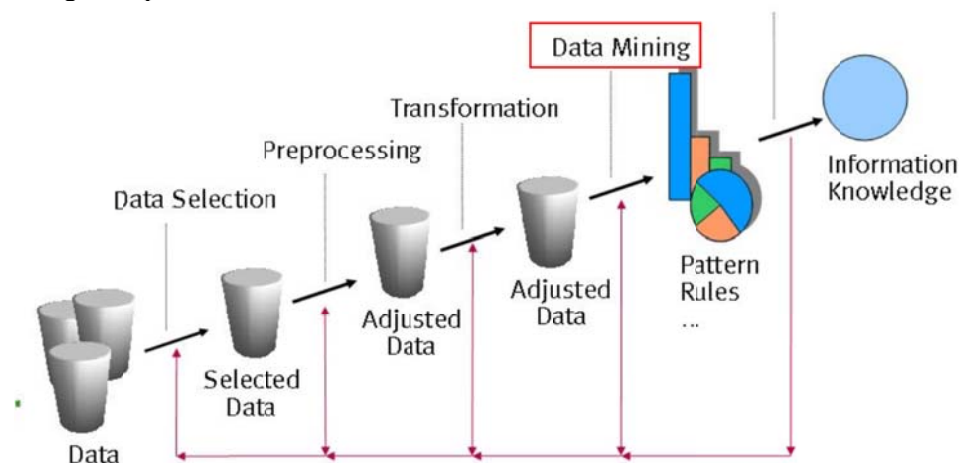 Data Mining
Transformation
Preprocessing
Data Selection
Information
Knowledge
Pattern
Rules
...
Adjusted
Data
Adjusted
Data
Selected
Data
Data